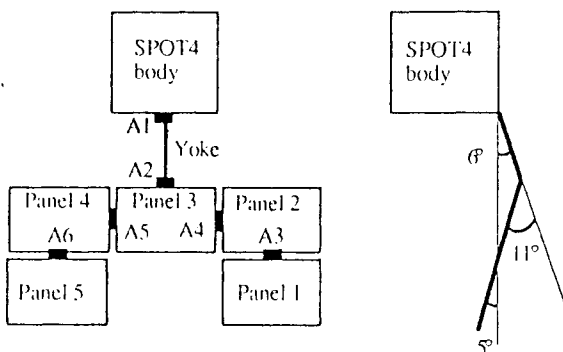 SPOT4
body
A1
Yoke
A2
Panel 4
Panel 3
Panel 2
A6
A5
A4
A3
Panel 5
Panel 1
SPOT4
body
6°
11°
5°